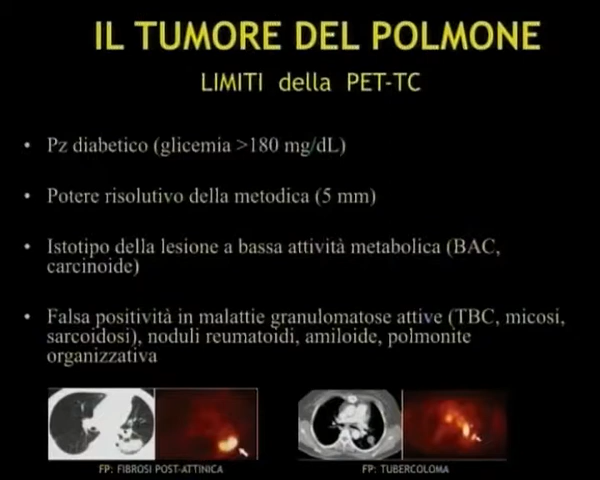 IL TUMORE DEL POLMONE
LIMITI della PET-TC
• Pz diabetico (glicemia >180 mg/dL)
• Potere risolutivo della metodica (5 mm)
• Istotipo della lesione a bassa attività metabolica (BAC,
carcinoide)
• Falsa positività in malattie granulomatose attive (TBC, micosi,
sarcoidosi), noduli reumatoidi, amiloide, polmonite
organizzativa
FP: FIBROSI POST-ATTINICA
FP: TUBERCOLOMA